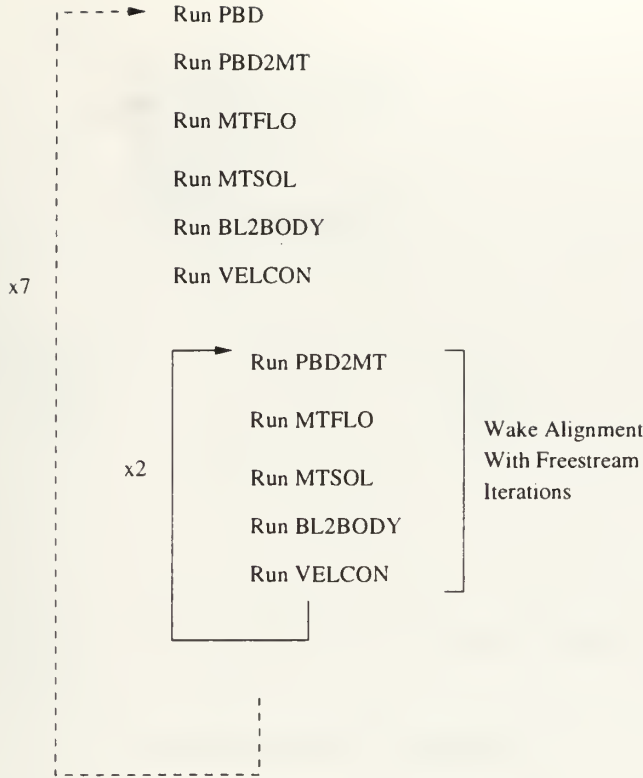 Run PBD
Run PBD2MT
Run MTFLO
Run MTSOL
Run BL2BODY
Run VELCON
x7
Run PBD2MT
Run MTFLO
x2
Run MTSOL
Run BL2BODY
Run VELCON
Wake Alignment
With Freestream
Iterations